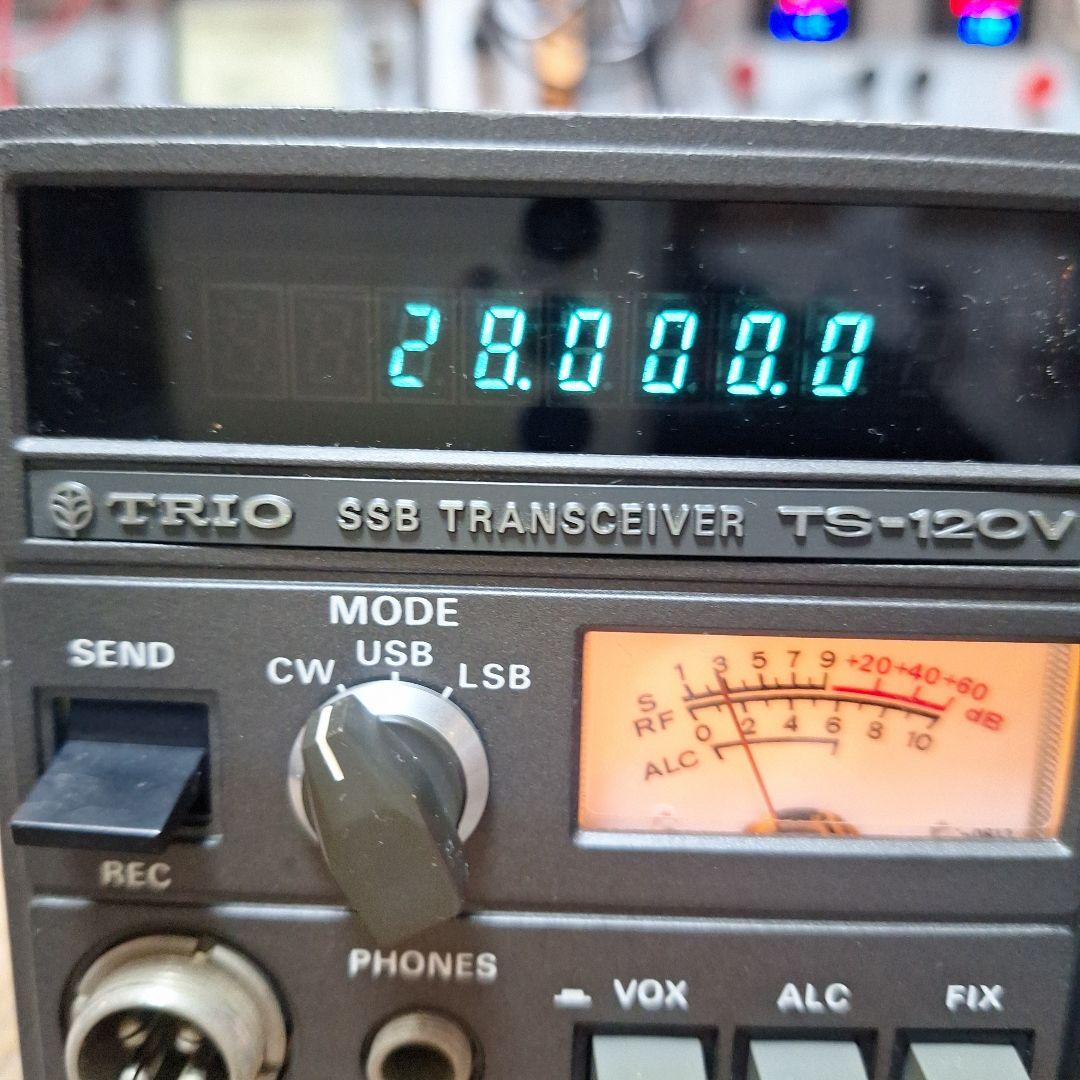 28.000.0
TRIO SSB TRANSCEIVER TS-120V
MODE
SEND
CW USB LSB
REC
S 1 3 5 7 9 +20 +40 +60 dB
RF 0 2 4 6 8 10
ALC
PHONES
VOX ALC FIX